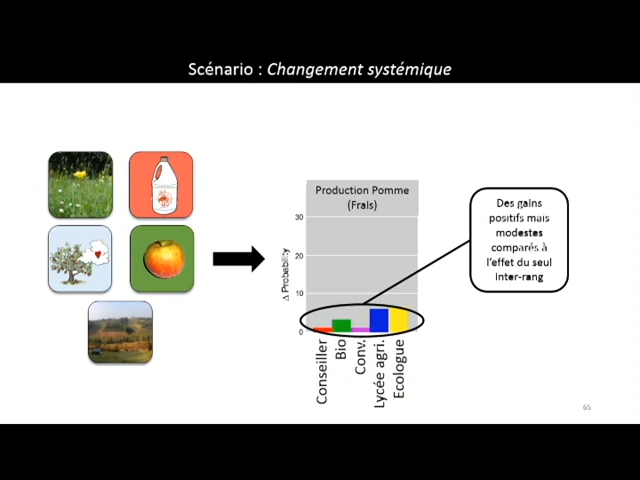 Scénario : Changement systémique
Production Pomme
(Frais)
Des gains
positifs mais
modestes
comparés à
l'effet du seul
inter-rang
Δ Probability
30
20
10
0
Conseiller
Bio
Conv.
Lycée agri.
Ecologue
65